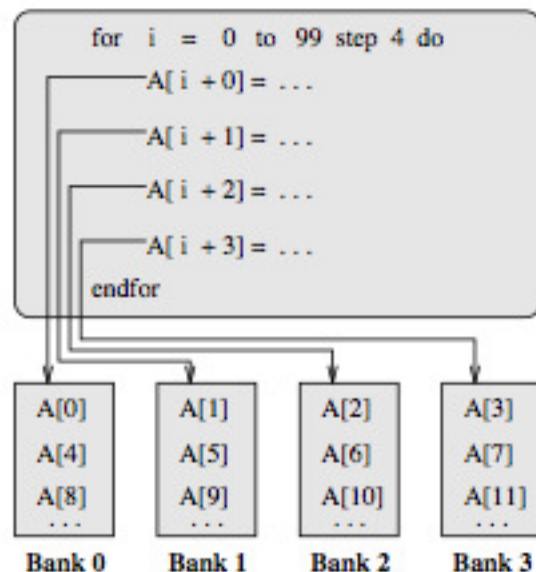 for i = 0 to 99 step 4 do
A[ i + 0] = . . .
A[ i + 1] = . . .
A[ i + 2] = . . .
A[ i + 3] = . . .
endfor
A[0] A[1] A[2] A[3]
A[4] A[5] A[6] A[7]
A[8] A[9] A[10] A[11]
. . . . . . . . . . . .
Bank 0 Bank 1 Bank 2 Bank 3